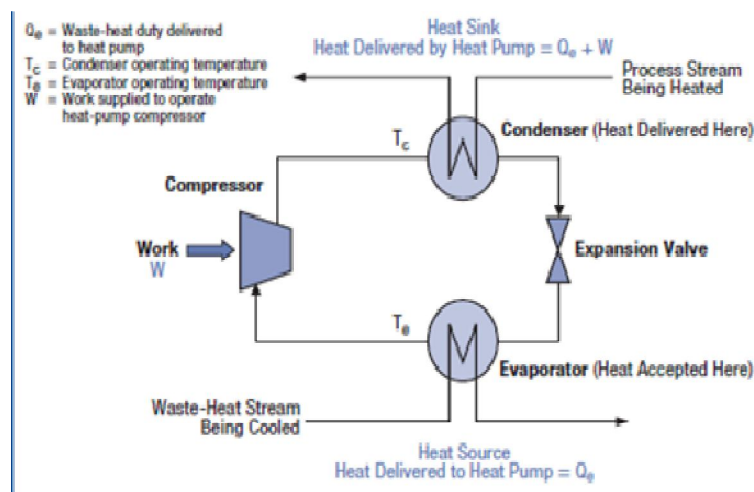 Qe = Waste-heat duty delivered
to heat pump
Tc = Condenser operating temperature
Te = Evaporator operating temperature
W = Work supplied to operate
heat-pump compressor
Heat Sink
Heat Delivered by Heat Pump = Qe + W
Process Stream
Being Heated
Tc
Condenser (Heat Delivered Here)
Compressor
Work
W
Expansion Valve
Te
Evaporator (Heat Accepted Here)
Waste-Heat Stream
Being Cooled
Heat Source
Heat Delivered to Heat Pump = Qe